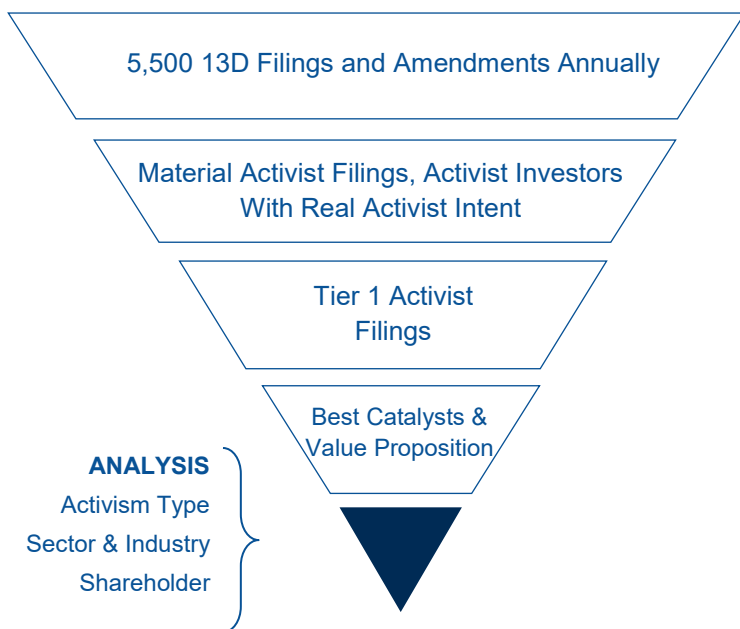 5,500 13D Filings and Amendments Annually
Material Activist Filings, Activist Investors
With Real Activist Intent
Tier 1 Activist
Filings
Best Catalysts &
Value Proposition
ANALYSIS
Activism Type
Sector & Industry
Shareholder